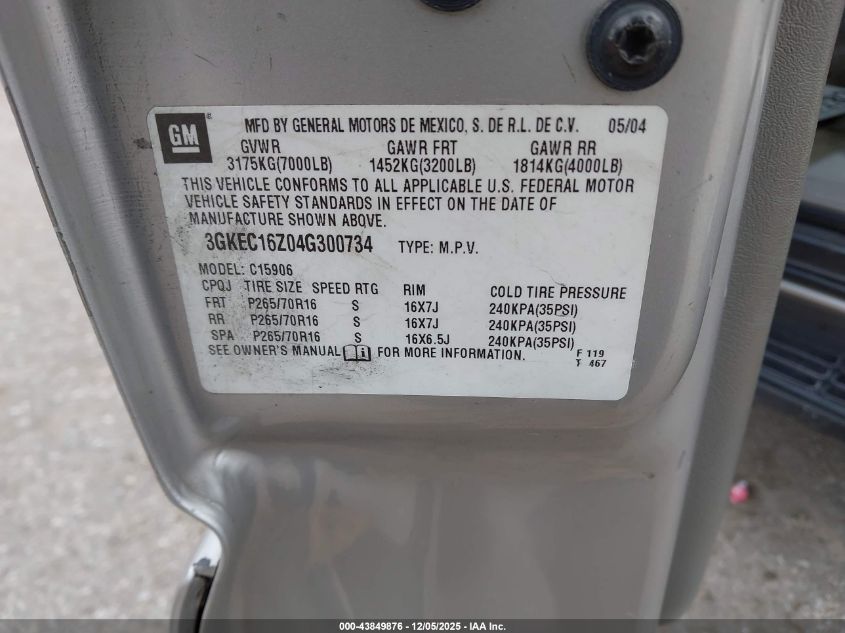 GM®
MFD BY GENERAL MOTORS DE MEXICO, S. DE R.L. DE C.V. 05/04
GVWR GAWR FRT GAWR RR
3175KG(7000LB) 1452KG(3200LB) 1814KG(4000LB)
THIS VEHICLE CONFORMS TO ALL APPLICABLE U.S. FEDERAL MOTOR
VEHICLE SAFETY STANDARDS IN EFFECT ON THE DATE OF
MANUFACTURE SHOWN ABOVE.
3GKEC16Z04G300734 TYPE: M.P.V.
MODEL: C15906
CPQJ TIRE SIZE SPEED RTG RIM COLD TIRE PRESSURE
FRT P265/70R16 S 16X7J 240KPA(35PSI)
RR P265/70R16 S 16X7J 240KPA(35PSI)
SPA P265/70R16 S 16X6.5J 240KPA(35PSI)
SEE OWNER'S MANUAL FOR MORE INFORMATION. F 119
T 467
000-43849876 - 12/05/2025 - IAA Inc.